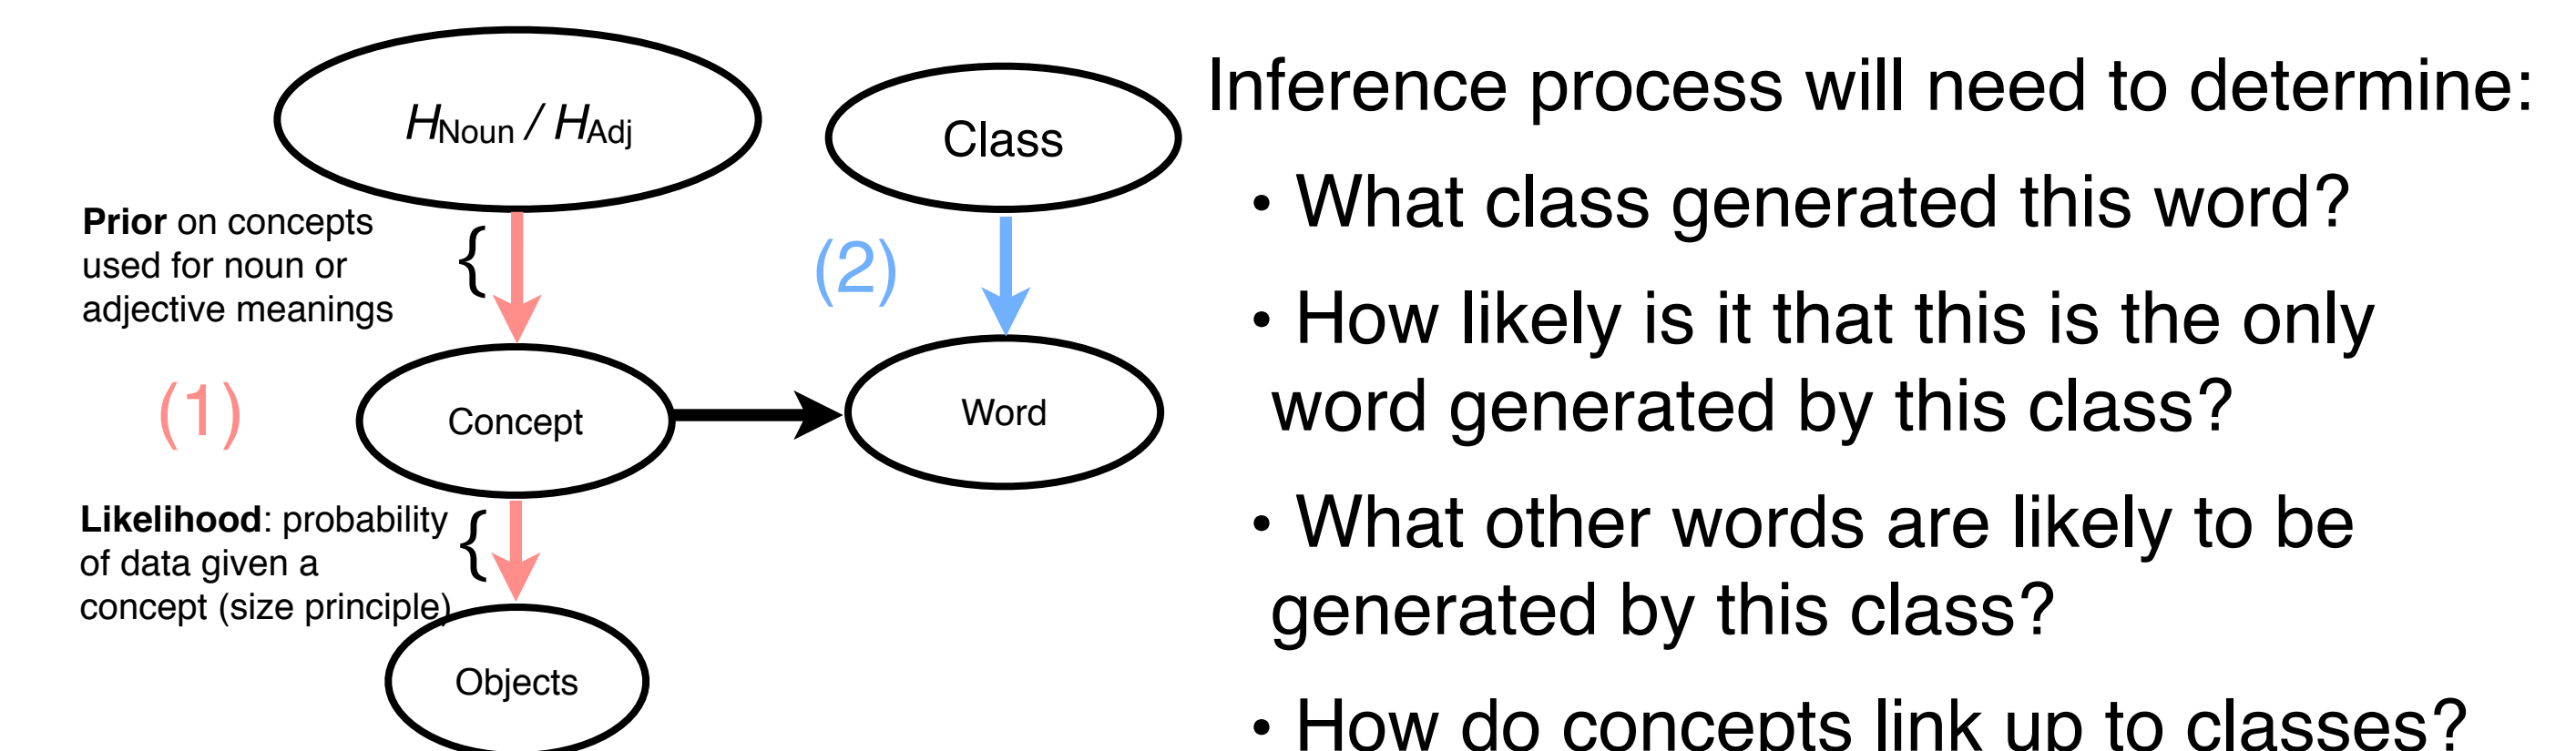 H_Noun / H_Adj
Class
Prior on concepts
used for noun or
adjective meanings
{
(1)
(2)
Concept
Word
Likelihood: probability
of data given a
concept (size principle)
{
Objects
Inference process will need to determine:
• What class generated this word?
• How likely is it that this is the only
word generated by this class?
• What other words are likely to be
generated by this class?
• How do concepts link up to classes?